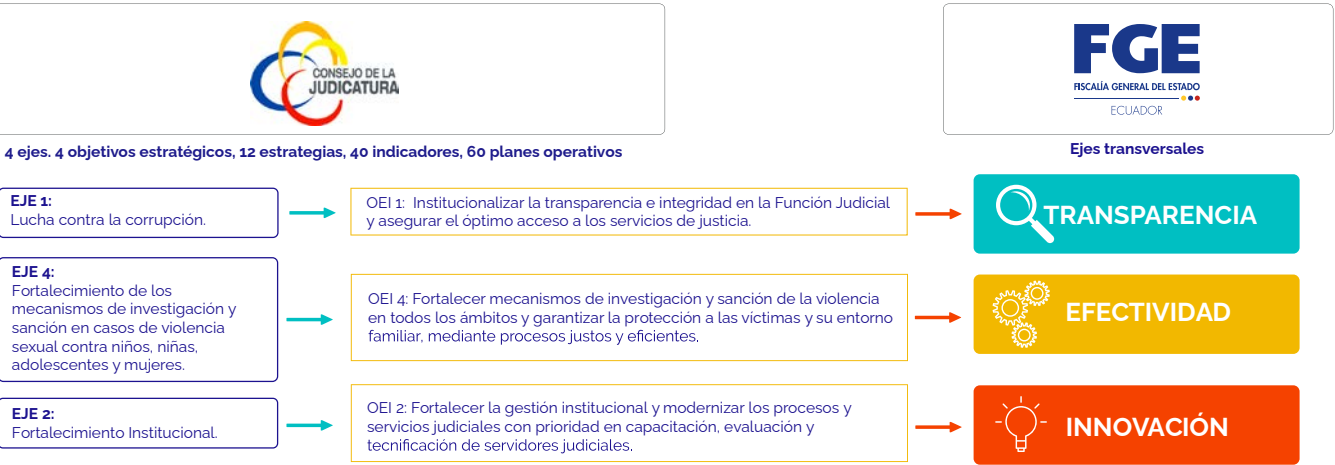 CONSEJO DE LA
JUDICATURA
FGE
FISCALÍA GENERAL DEL ESTADO
ECUADOR
4 ejes. 4 objetivos estratégicos, 12 estrategias, 40 indicadores, 60 planes operativos
Ejes transversales
EJE 1:
Lucha contra la corrupción.
OEI 1:  Institucionalizar la transparencia e integridad en la Función Judicial
y asegurar el óptimo acceso a los servicios de justicia.
TRANSPARENCIA
EJE 4:
Fortalecimiento de los
mecanismos de investigación y
sanción en casos de violencia
sexual contra niños, niñas,
adolescentes y mujeres.
OEI 4: Fortalecer mecanismos de investigación y sanción de la violencia
en todos los ámbitos y garantizar la protección a las víctimas y su entorno
familiar, mediante procesos justos y eficientes.
EFECTIVIDAD
EJE 2:
Fortalecimiento Institucional.
OEI 2: Fortalecer la gestión institucional y modernizar los procesos y
servicios judiciales con prioridad en capacitación, evaluación y
tecnificación de servidores judiciales.
INNOVACIÓN